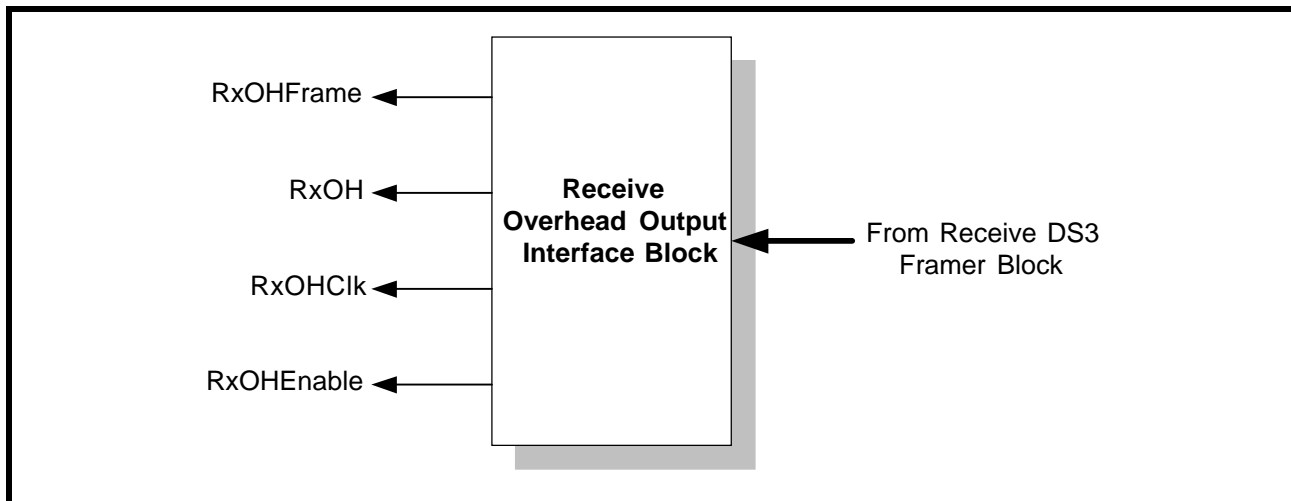 RxOHFrame
RxOH
RxOHClk
RxOHEnable
Receive
Overhead Output
Interface Block
From Receive DS3
Framer Block